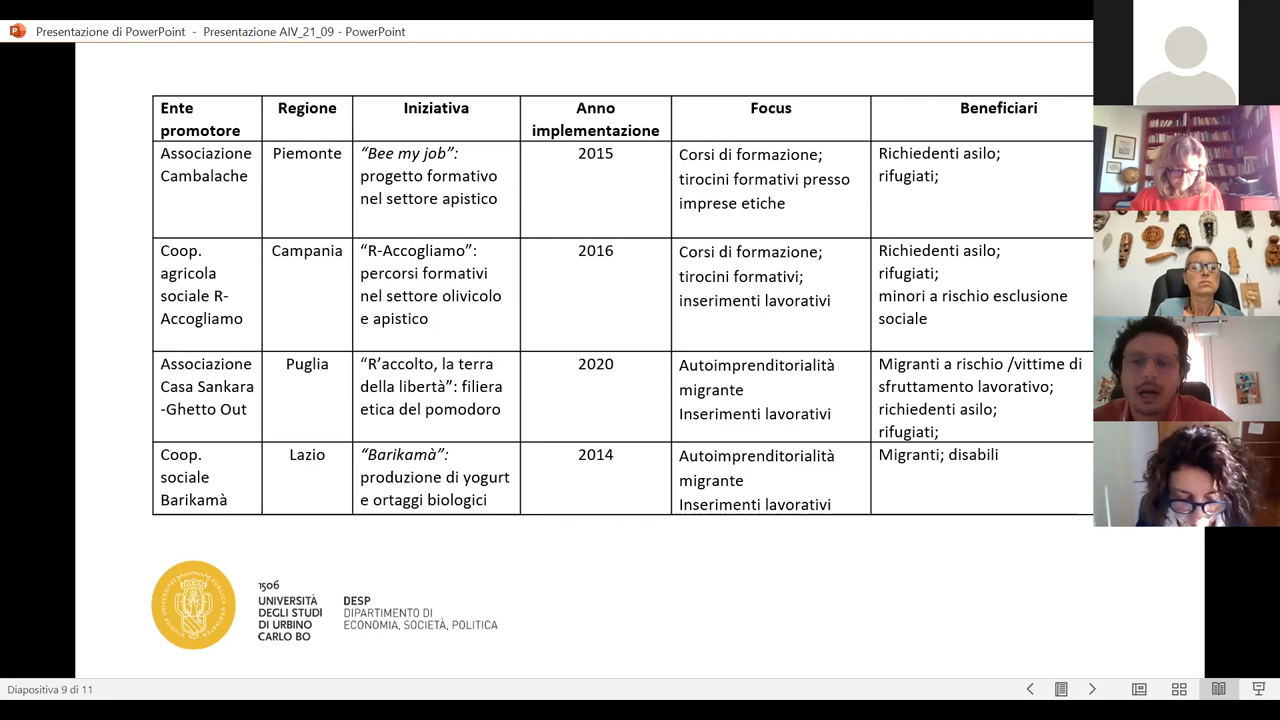 Presentazione di PowerPoint - Presentazione AIV_21_09 - PowerPoint
Ente promotore
Regione
Iniziativa
Anno implementazione
Focus
Beneficiari
Associazione
Cambalache
Piemonte
“Bee my job”:
progetto formativo
nel settore apistico
2015
Corsi di formazione;
tirocini formativi presso
imprese etiche
Richiedenti asilo;
rifugiati;
Coop.
agricola
sociale R-
Accogliamo
Campania
“R-Accogliamo”:
percorsi formativi
nel settore olivicolo
e apistico
2016
Corsi di formazione;
tirocini formativi;
inserimenti lavorativi
Richiedenti asilo;
rifugiati;
minori a rischio esclusione
sociale
Associazione
Casa Sankara
-Ghetto Out
Puglia
“R’accolto, la terra
della libertà”: filiera
etica del pomodoro
2020
Autoimprenditorialità
migrante
Inserimenti lavorativi
Migranti a rischio /vittime di
sfruttamento lavorativo;
richiedenti asilo;
rifugiati;
Coop.
sociale
Barikamà
Lazio
“Barikamà”:
produzione di yogurt
e ortaggi biologici
2014
Autoimprenditorialità
migrante
Inserimenti lavorativi
Migranti; disabili
1506
UNIVERSITÀ
DEGLI STUDI
DI URBINO
CARLO BO
DESP
DIPARTIMENTO DI
ECONOMIA, SOCIETÀ, POLITICA
Diapositiva 9 di 11